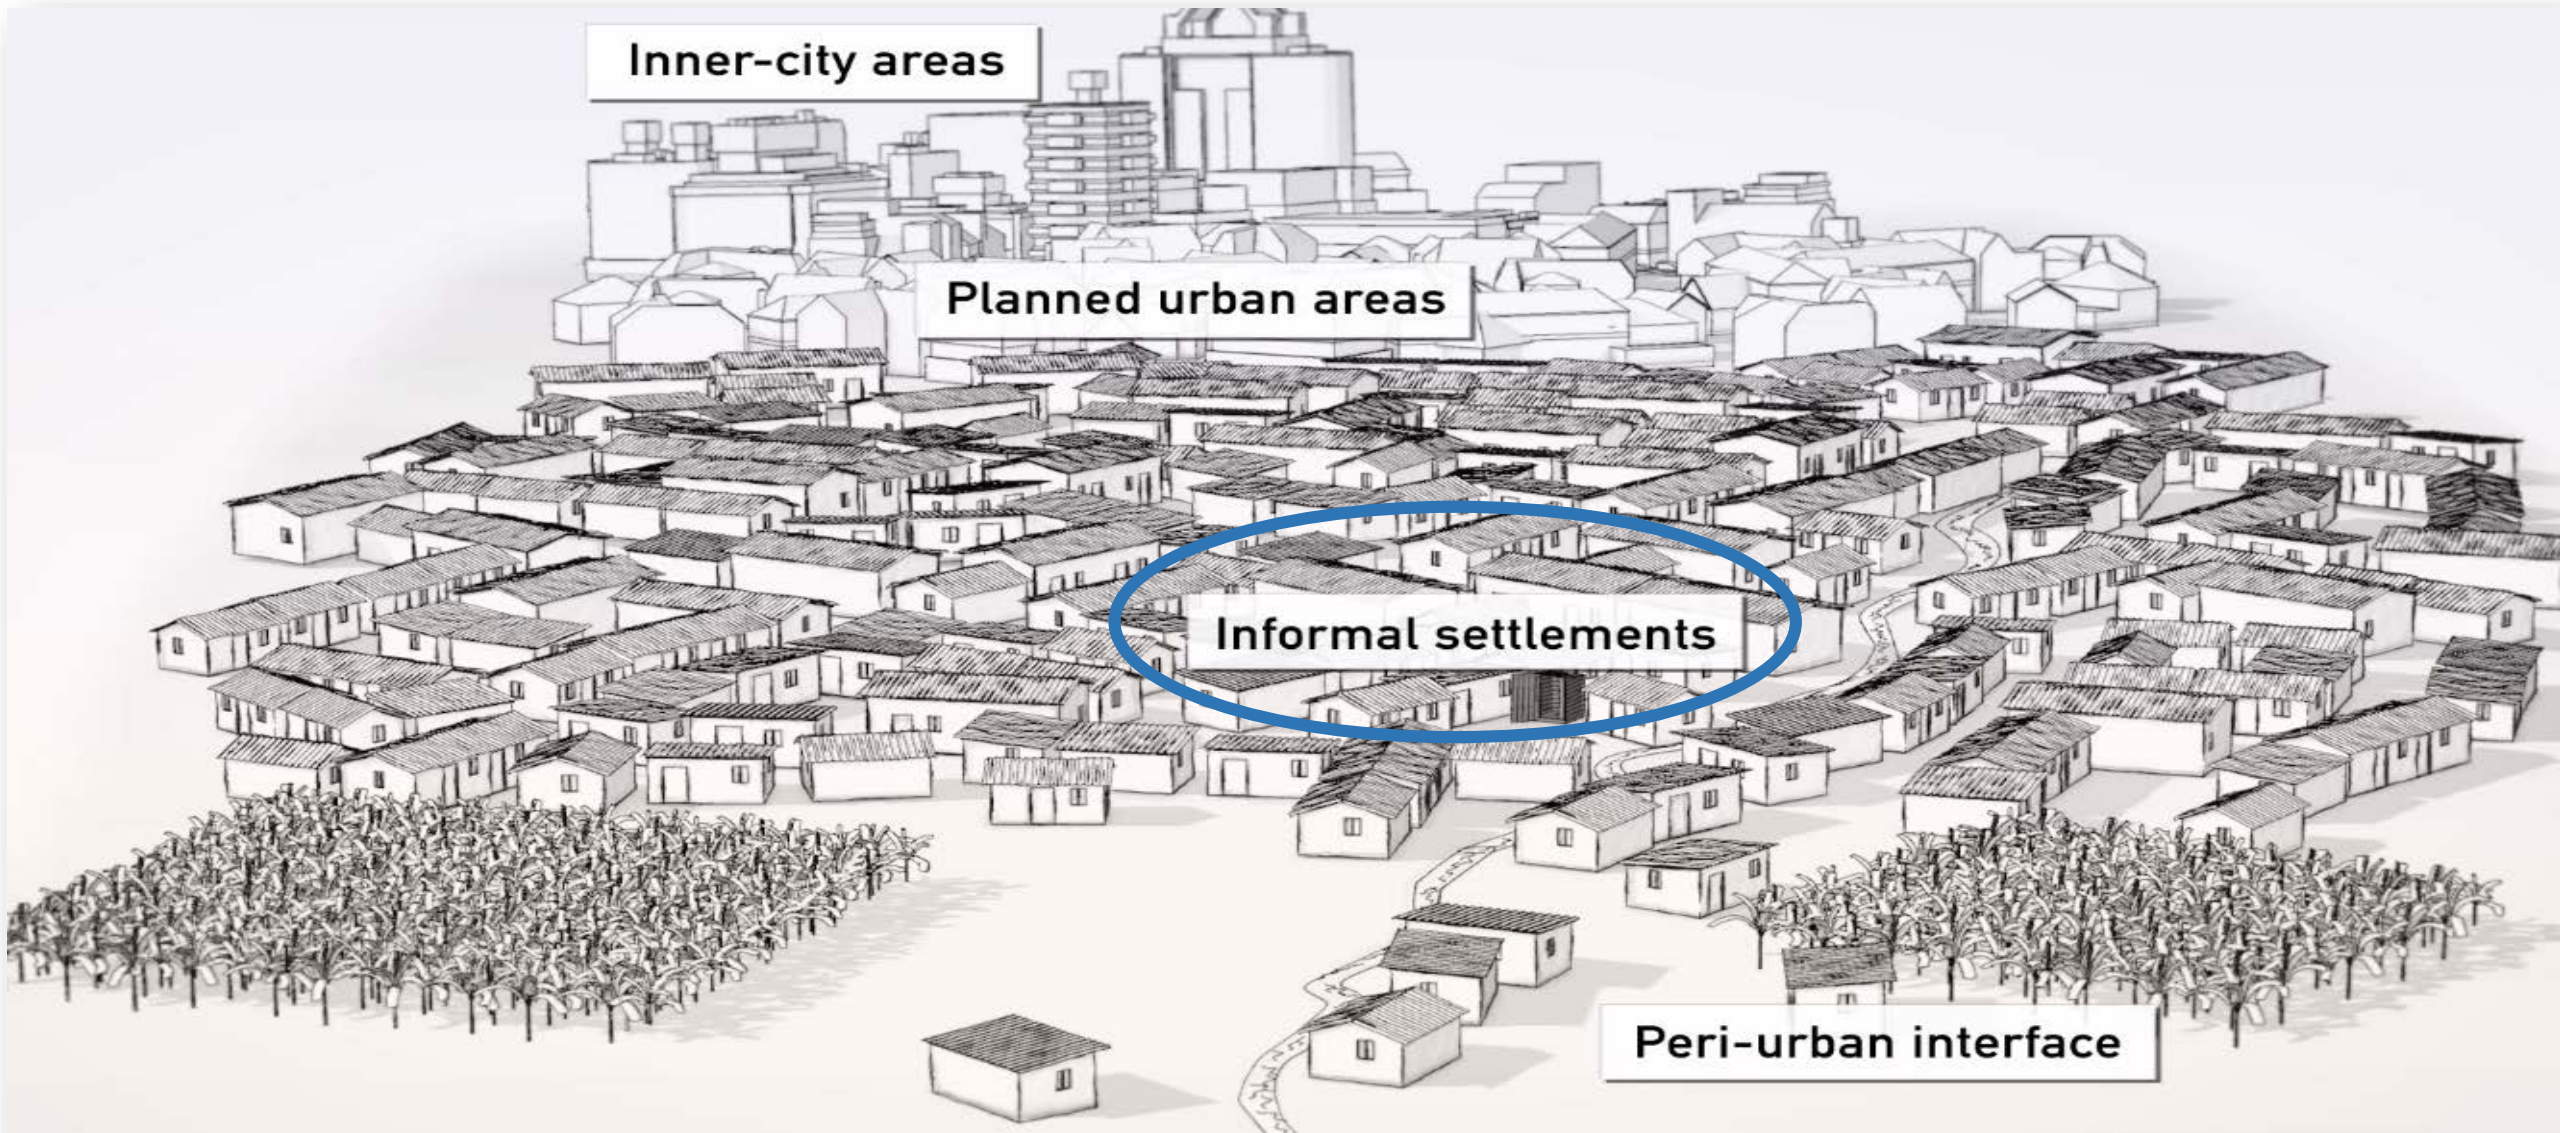 Inner-city areas
Planned urban areas
Informal settlements
Peri-urban interface